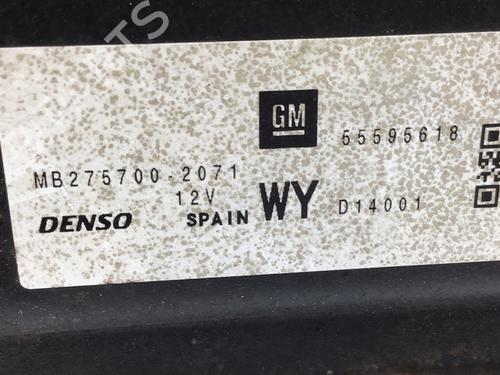 GM
55595618
MB275700-2071
12V
WY
D14001
DENSO
SPAIN